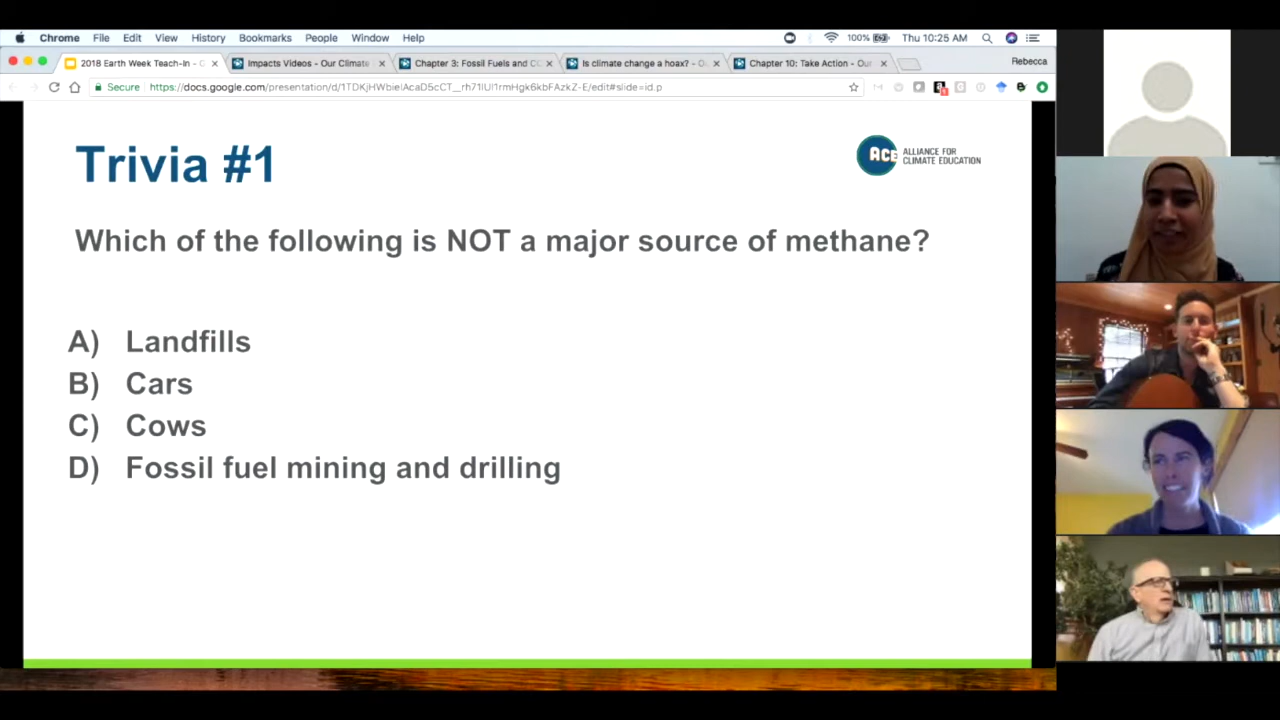 Chrome File Edit View History Bookmarks People Window Help 100% Thu 10:25 AM
2018 Earth Week Teach-In - G Impacts Videos - Our Climate Chapter 3: Fossil Fuels and CC Is climate change a hoax? - Ou Chapter 10: Take Action - Our Rebecca
Secure
Trivia #1
ACE ALLIANCE FOR
CLIMATE EDUCATION
Which of the following is NOT a major source of methane?
A) Landfills
B) Cars
C) Cows
D) Fossil fuel mining and drilling